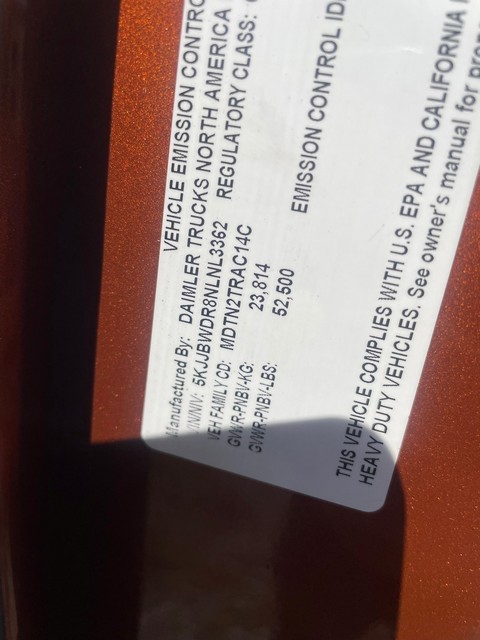 VEHICLE EMISSION CONTRO
Manufactured By: DAIMLER TRUCKS NORTH AMERICA
VIN/NIV: 5KJJBWDR8NLNL3362 REGULATORY CLASS:
VEH FAMILY CD: MDTN2TRAC14C
GVWR-PNBV-KG: 23,814 EMISSION CONTROL ID
GVWR-PNBV-LBS: 52,500
THIS VEHICLE COMPLIES WITH U.S. EPA AND CALIFORNIA
HEAVY DUTY VEHICLES. See owner's manual for prop